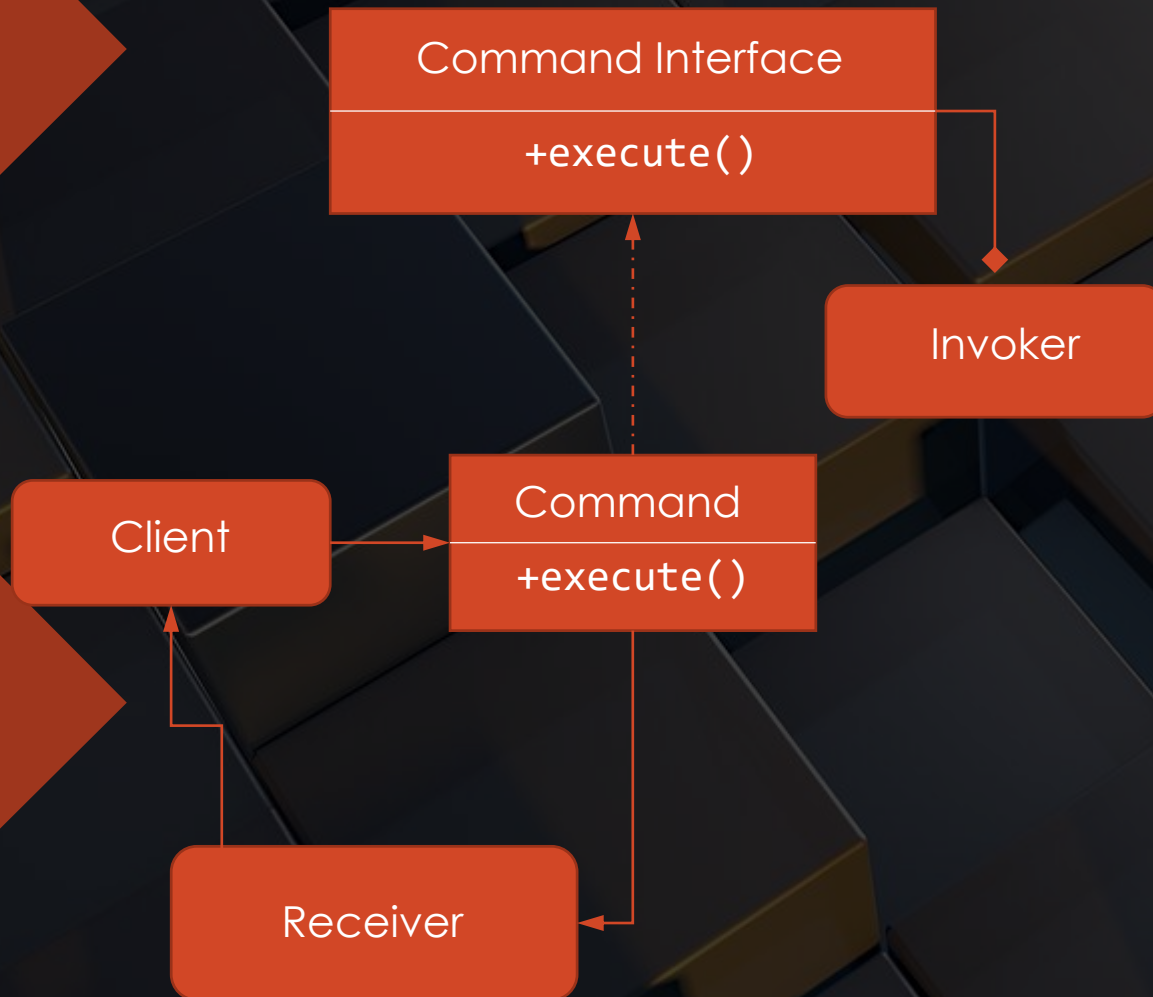 Command Interface
+execute()
Invoker
Command
+execute()
Client
Receiver